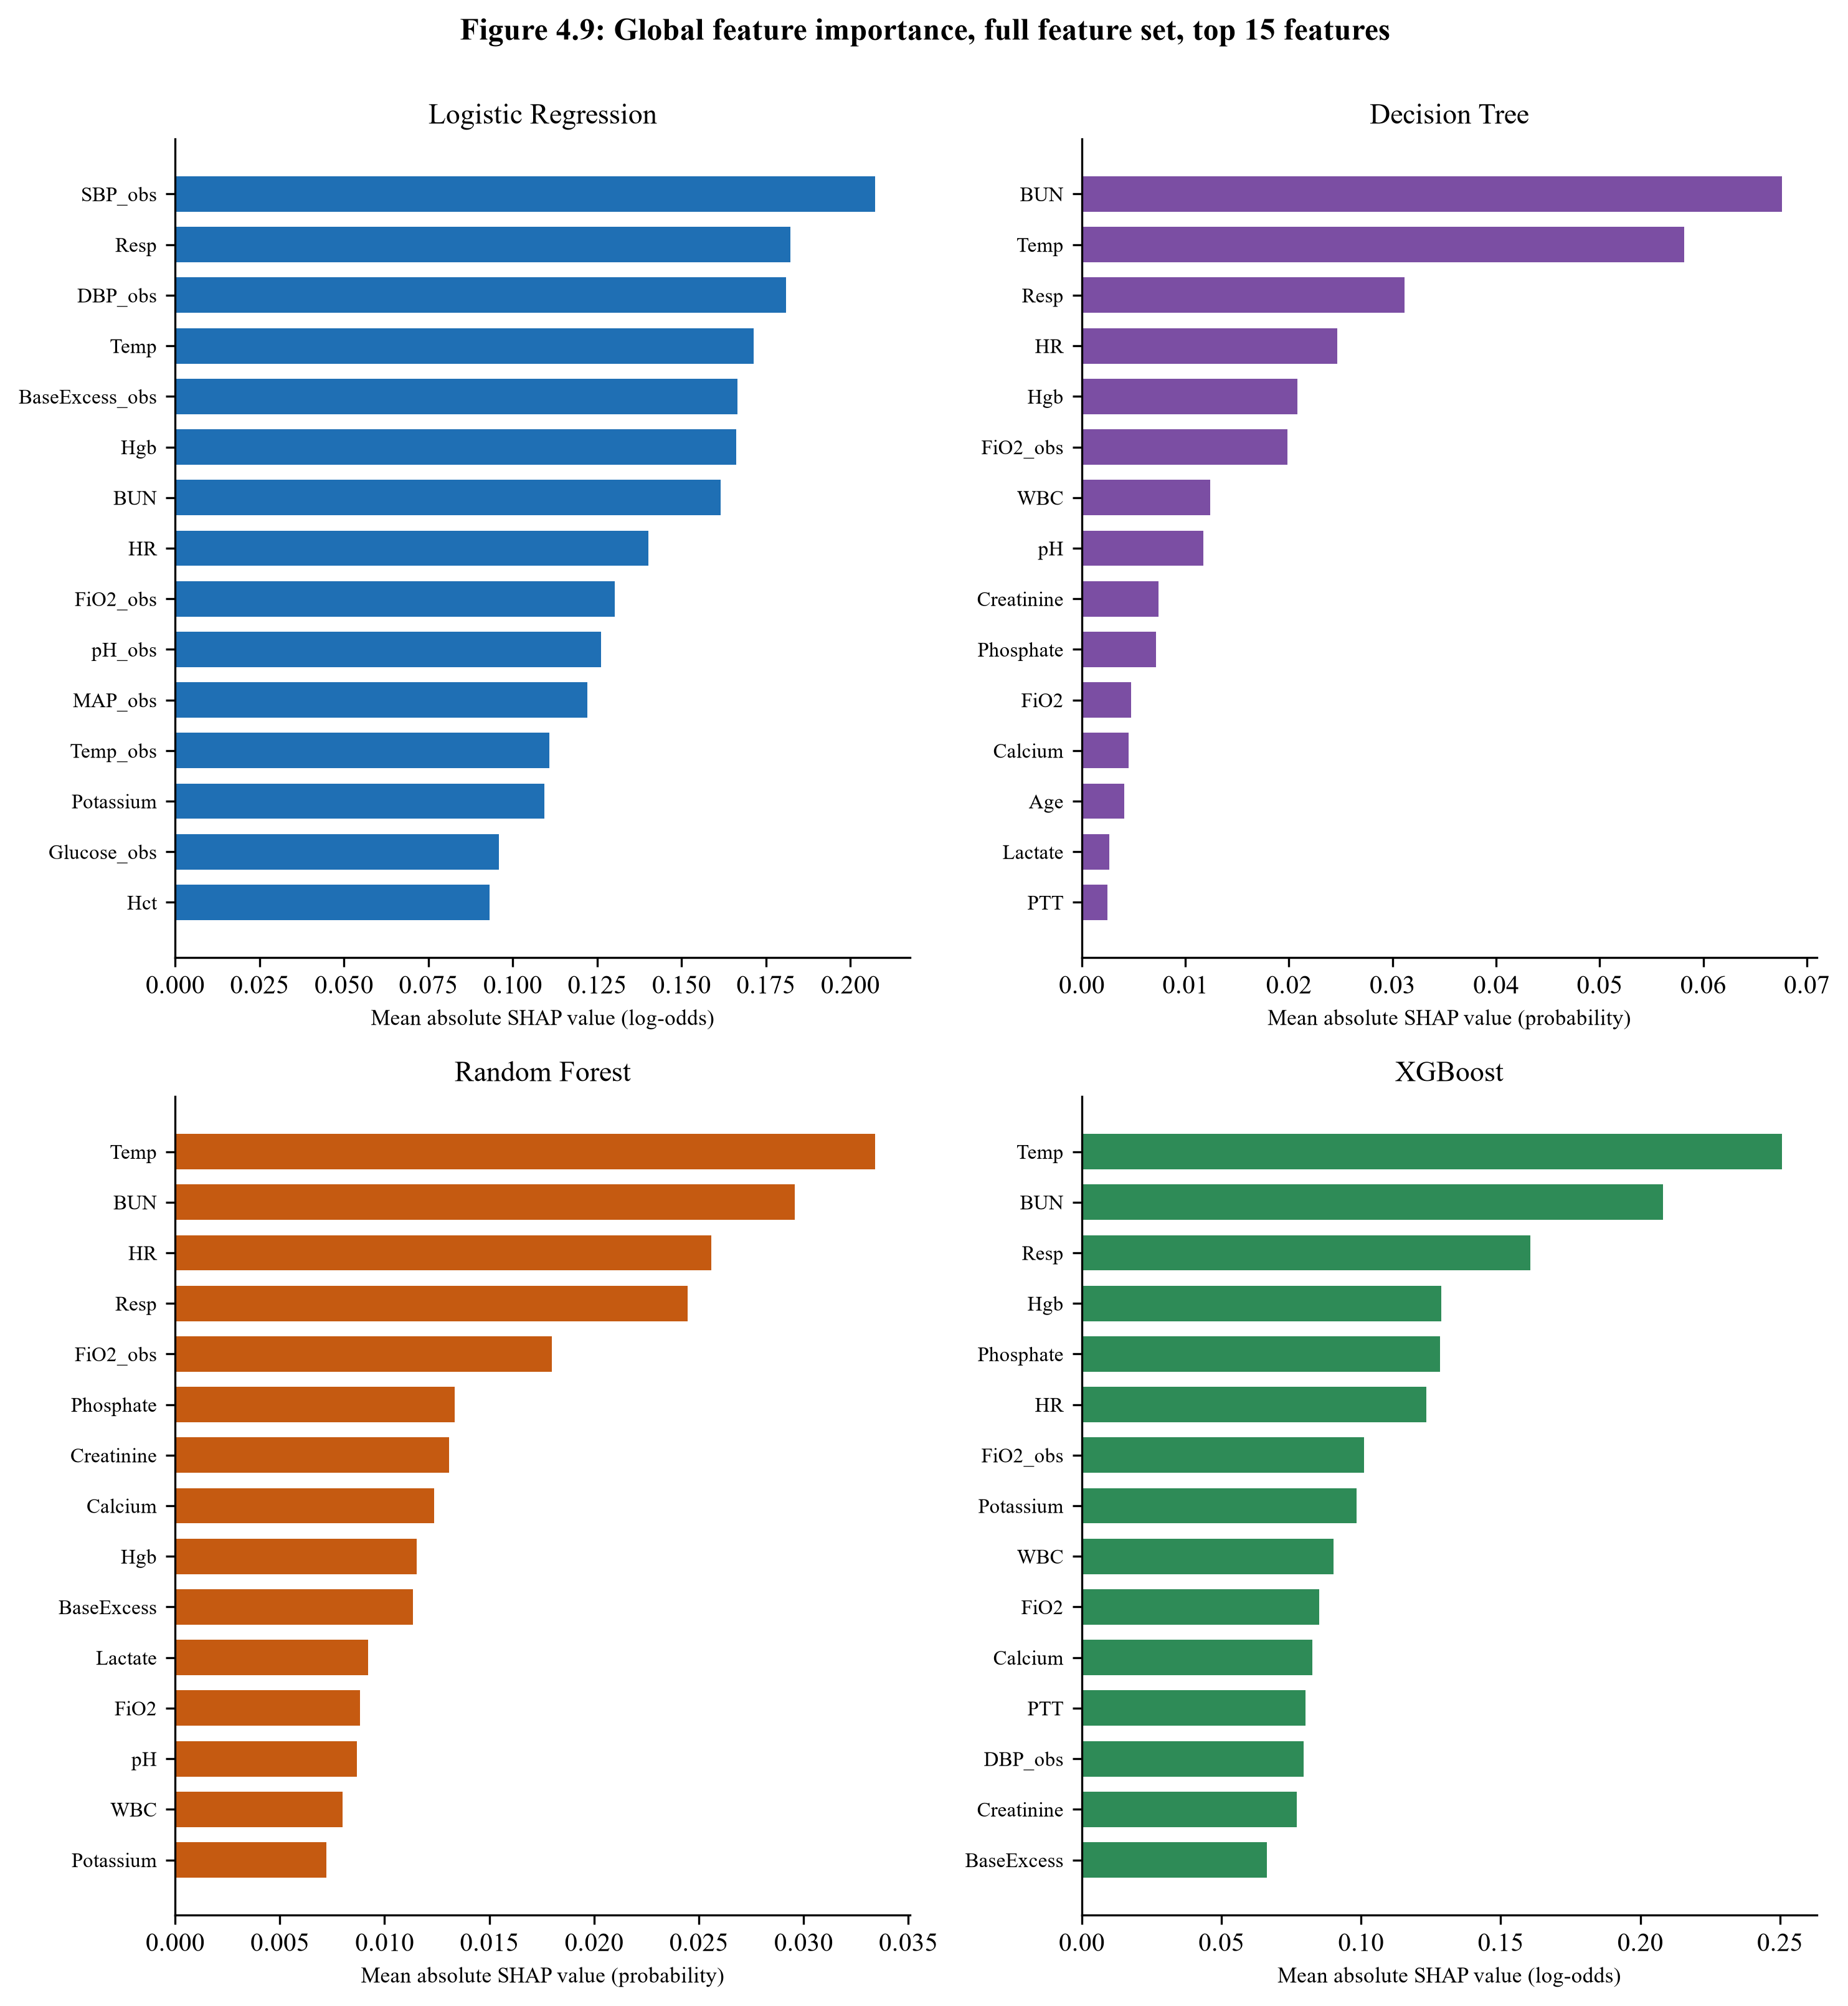 Figure 4.9: Global feature importance, full feature set, top 15 features
Logistic Regression
SBP_obs
Resp
DBP_obs
Temp
BaseExcess_obs
Hgb
BUN
HR
FiO2_obs
pH_obs
MAP_obs
Temp_obs
Potassium
Glucose_obs
Hct
0.000 0.025 0.050 0.075 0.100 0.125 0.150 0.175 0.200
Mean absolute SHAP value (log-odds)
Decision Tree
BUN
Temp
Resp
HR
Hgb
FiO2_obs
WBC
pH
Creatinine
Phosphate
FiO2
Calcium
Age
Lactate
PTT
0.00 0.01 0.02 0.03 0.04 0.05 0.06 0.07
Mean absolute SHAP value (probability)
Random Forest
Temp
BUN
HR
Resp
FiO2_obs
Phosphate
Creatinine
Calcium
Hgb
BaseExcess
Lactate
FiO2
pH
WBC
Potassium
0.000 0.005 0.010 0.015 0.020 0.025 0.030 0.035
Mean absolute SHAP value (probability)
XGBoost
Temp
BUN
Resp
Hgb
Phosphate
HR
FiO2_obs
Potassium
WBC
FiO2
Calcium
PTT
DBP_obs
Creatinine
BaseExcess
0.00 0.05 0.10 0.15 0.20 0.25
Mean absolute SHAP value (log-odds)